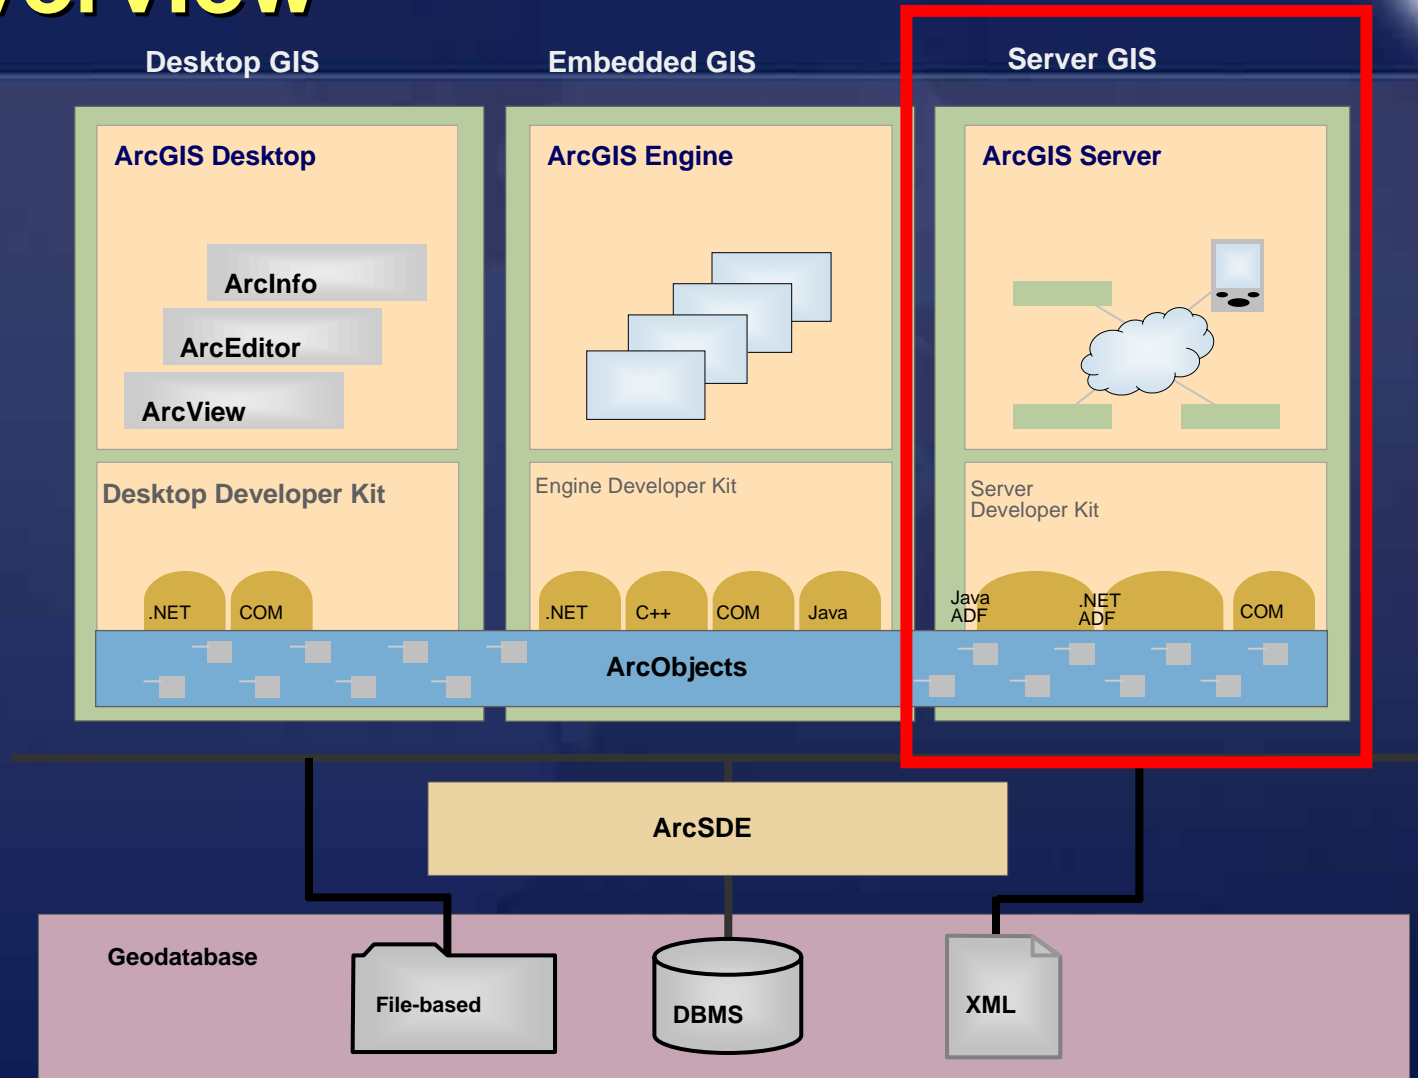 Desktop GIS
Embedded GIS
Server GIS
ArcGIS Desktop
ArcInfo
ArcEditor
ArcView
Desktop Developer Kit
.NET
COM
ArcGIS Engine
Engine Developer Kit
.NET
C++
COM
Java
ArcGIS Server
Server
Developer Kit
Java
ADF
.NET
ADF
COM
ArcObjects
ArcSDE
Geodatabase
File-based
DBMS
XML